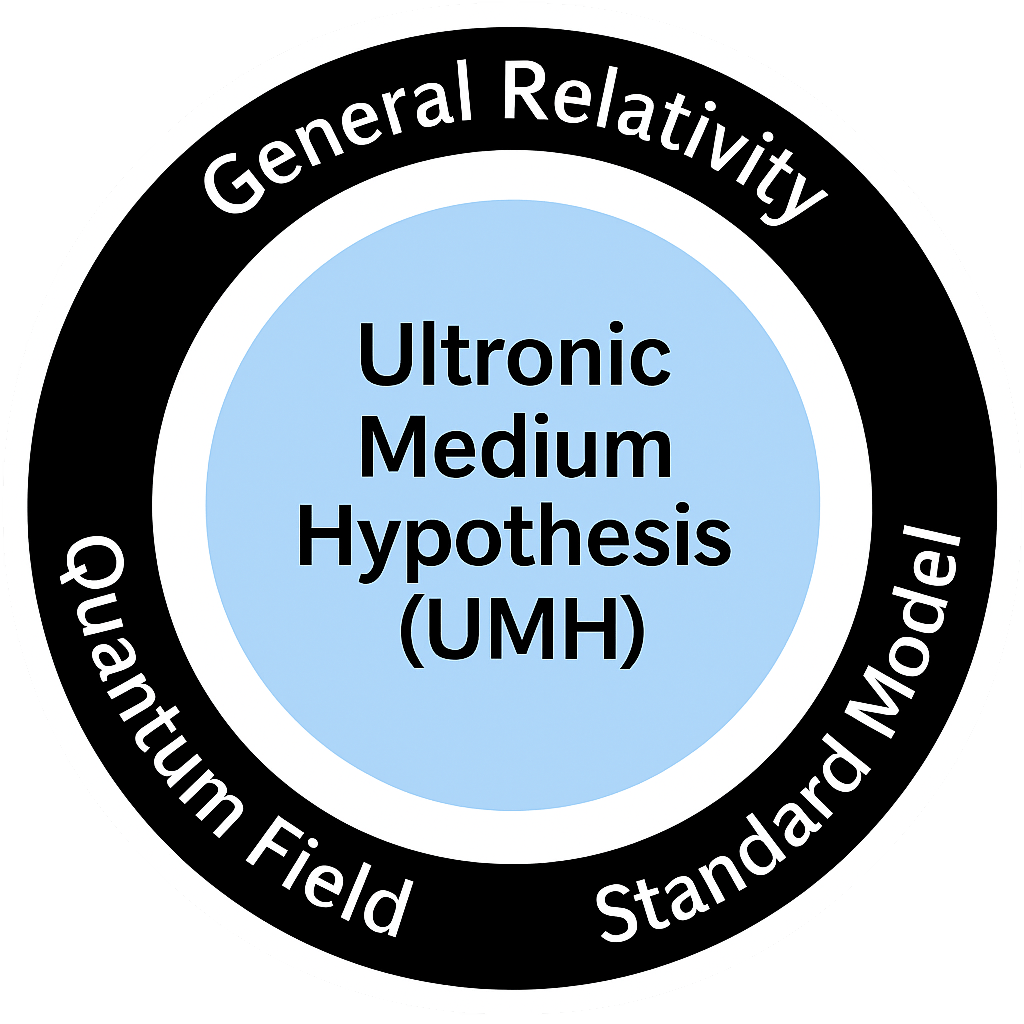 General Relativity
Ultronic
Medium
Hypothesis
(UMH)
Quantum Field
Standard Model